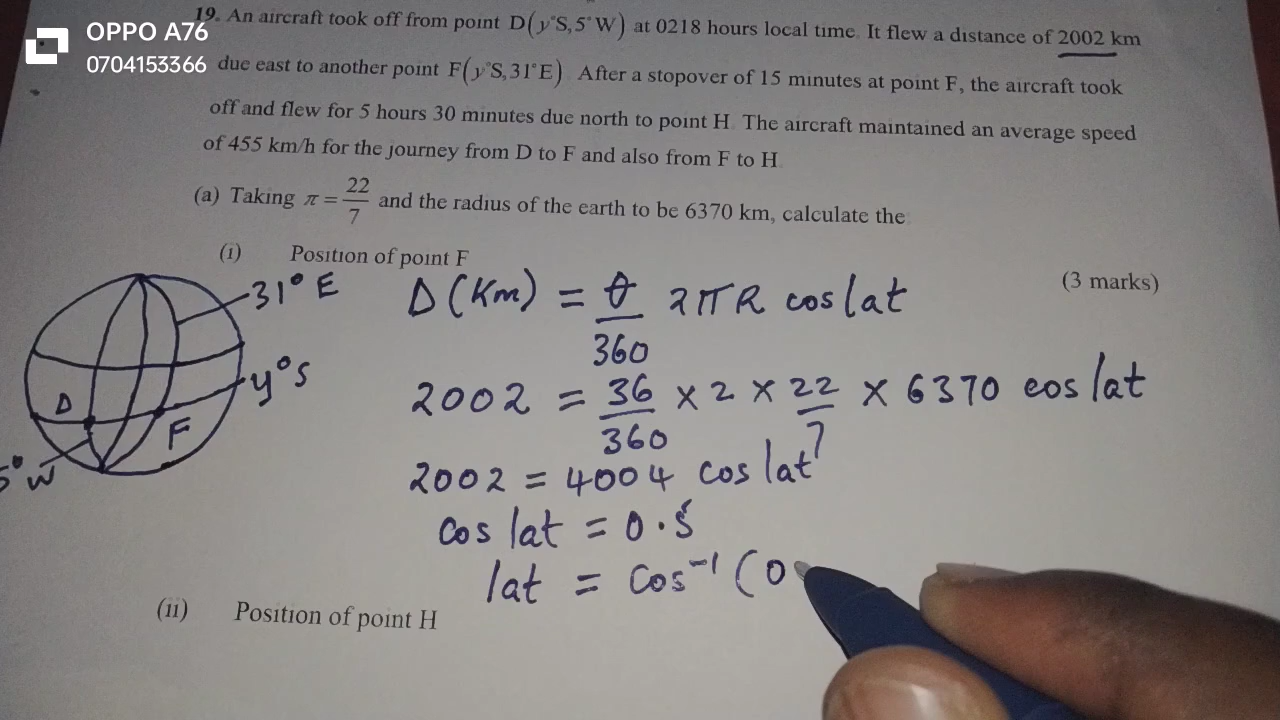 OPPO A76
0704153366
19. An aircraft took off from point D(y°S,5°W) at 0218 hours local time. It flew a distance of 2002 km
due east to another point F(y°S,31°E) After a stopover of 15 minutes at point F, the aircraft took
off and flew for 5 hours 30 minutes due north to point H The aircraft maintained an average speed
of 455 km/h for the journey from D to F and also from F to H
(a) Taking π = 22/7 and the radius of the earth to be 6370 km, calculate the
(i) Position of point F
(3 marks)
31° E
y°S
D
F
5° W
D(Km) = θ/360 2πR cos lat
2002 = 36/360 × 2 × 22/7 × 6370 cos lat
2002 = 4004 cos lat
cos lat = 0.5
lat = cos⁻¹ (0
(ii) Position of point H